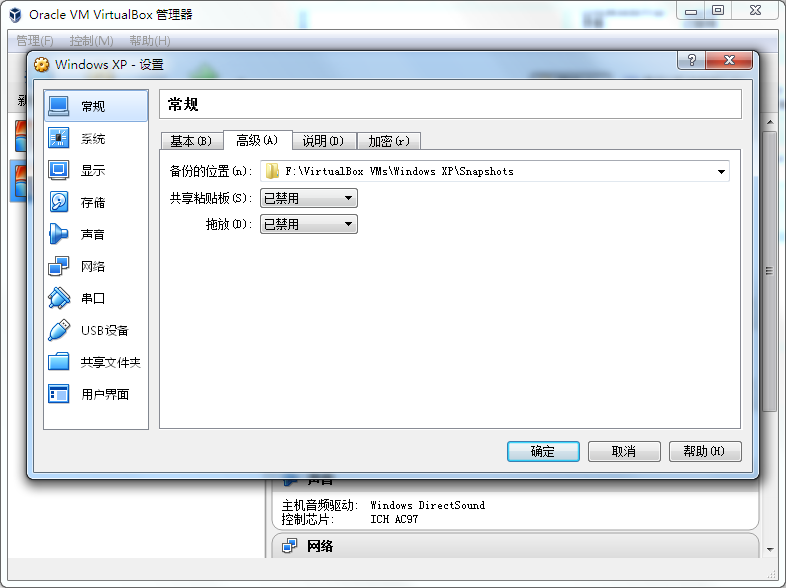 Oracle VM VirtualBox 管理器
管理(F) 控制(M) 帮助(H)
Windows XP - 设置
常规
系统
显示
存储
声音
网络
串口
USB设备
共享文件夹
用户界面
常规
基本(B) 高级(A) 说明(D) 加密(r)
备份的位置(n): F:\VirtualBox VMs\Windows XP\Snapshots
共享粘贴板(S): 已禁用
拖放(D): 已禁用
确定 取消 帮助(H)
声音
主机音频驱动: Windows DirectSound
控制芯片: ICH AC97
网络